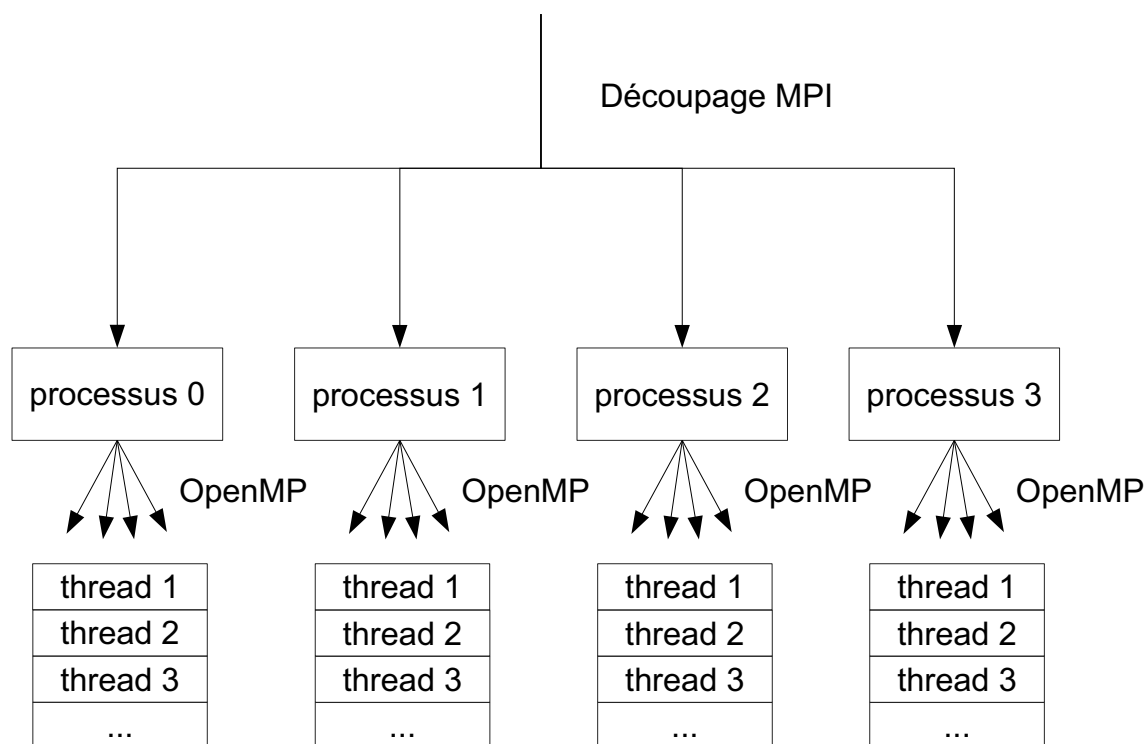 Découpage MPI
processus 0
processus 1
processus 2
processus 3
OpenMP
OpenMP
OpenMP
OpenMP
thread 1
thread 1
thread 1
thread 1
thread 2
thread 2
thread 2
thread 2
thread 3
thread 3
thread 3
thread 3
...
...
...
...